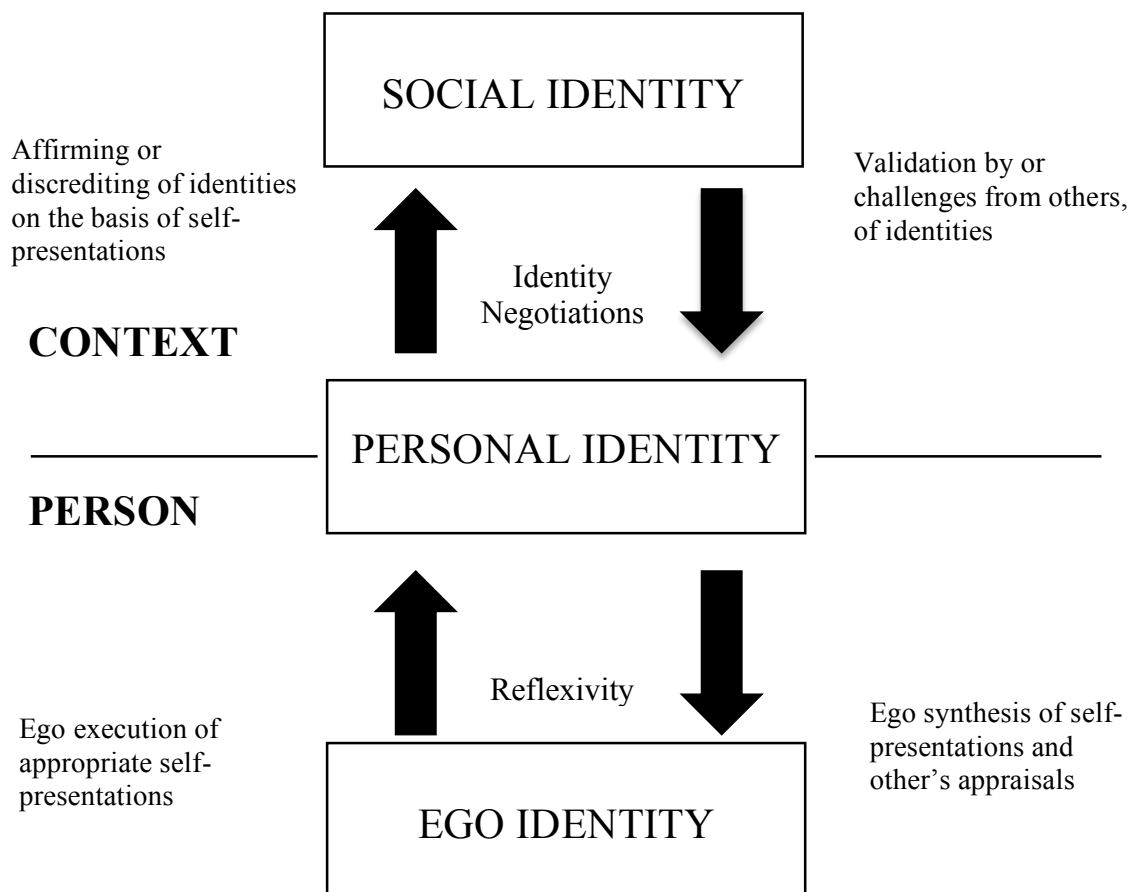 SOCIAL IDENTITY
Affirming or
discrediting of identities
on the basis of self-
presentations
Validation by or
challenges from others,
of identities
Identity
Negotiations
CONTEXT
PERSONAL IDENTITY
PERSON
Reflexivity
Ego execution of
appropriate self-
presentations
Ego synthesis of self-
presentations and
other’s appraisals
EGO IDENTITY